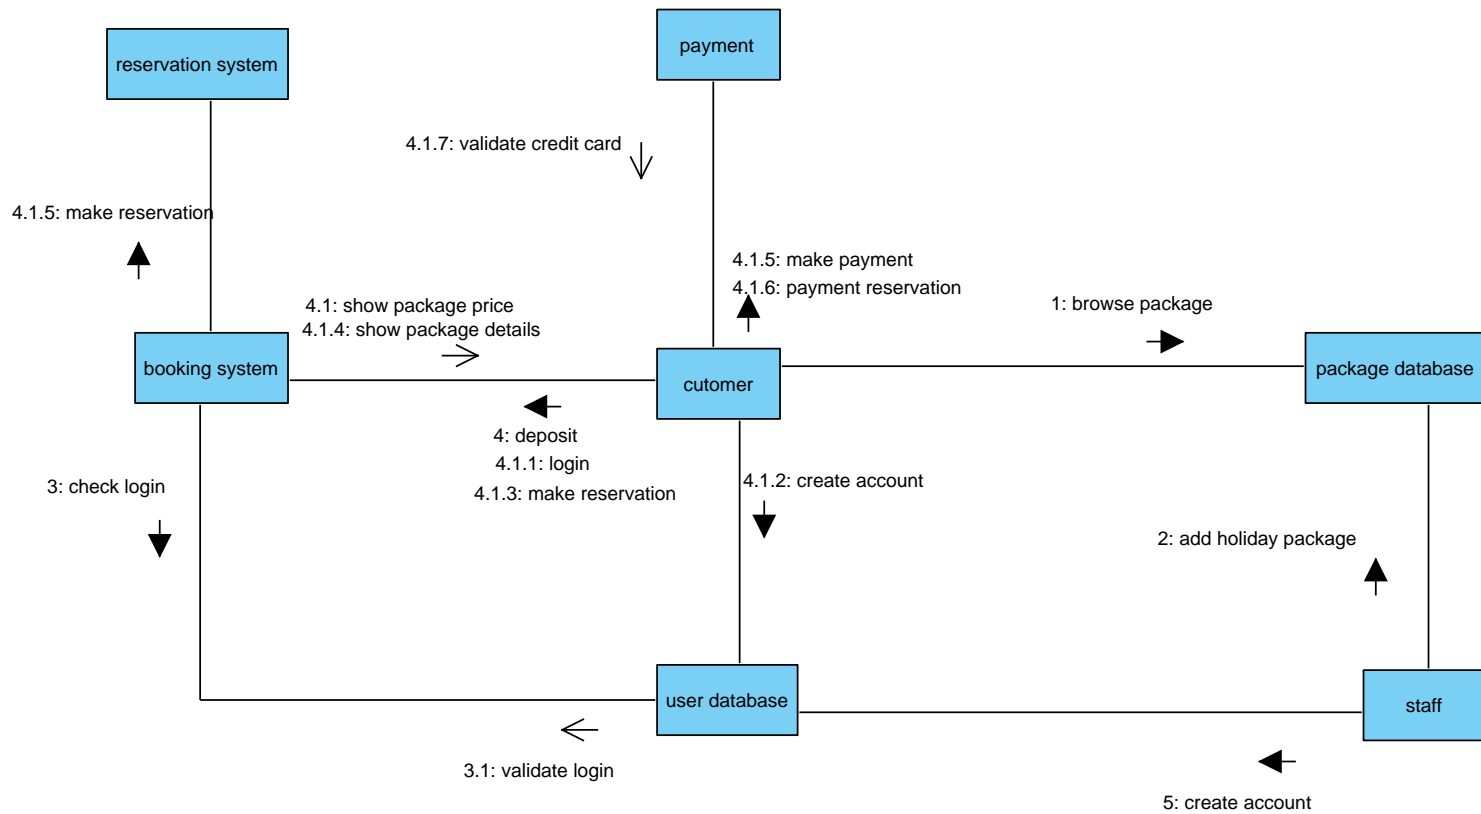 payment
reservation system
4.1.7: validate credit card
4.1.5: make reservation
4.1.5: make payment
4.1.6: payment reservation
4.1: show package price
4.1.4: show package details
1: browse package
booking system
cutomer
package database
4: deposit
4.1.1: login
4.1.3: make reservation
3: check login
4.1.2: create account
2: add holiday package
user database
staff
3.1: validate login
5: create account